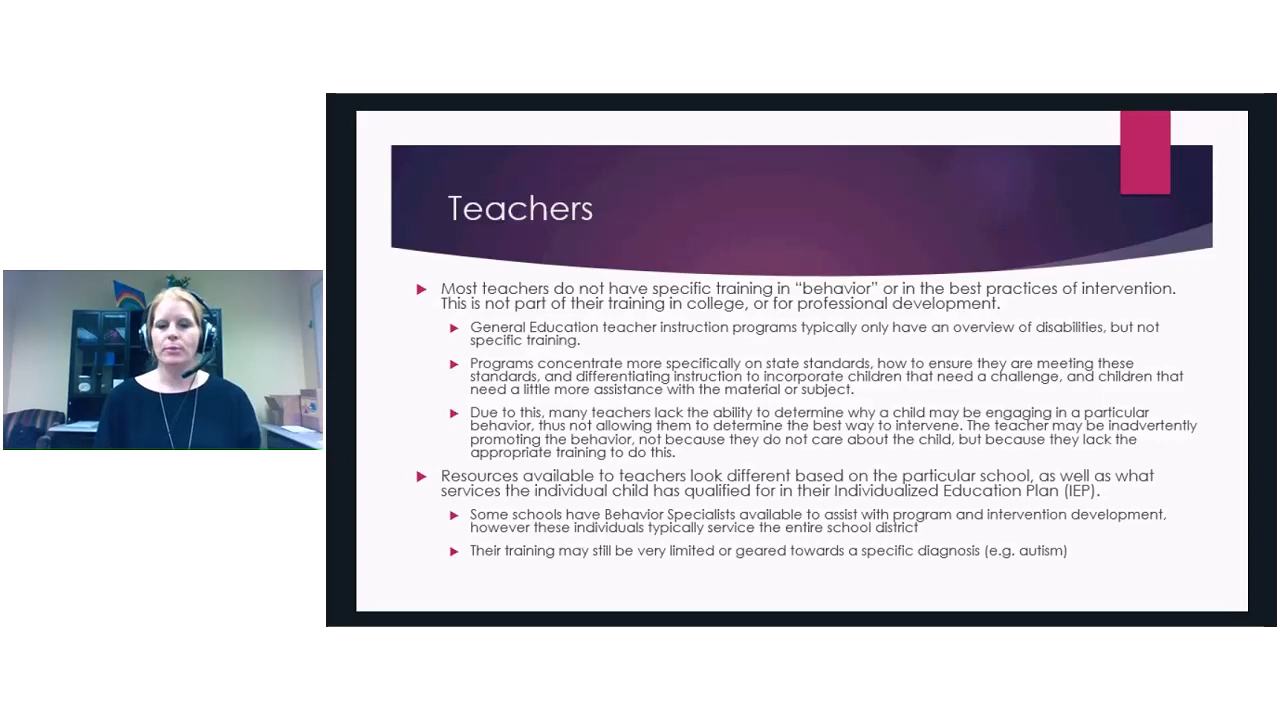 Teachers
Most teachers do not have specific training in “behavior” or in the best practices of intervention.
This is not part of their training in college, or for professional development.
General Education teacher instruction programs typically only have an overview of disabilities, but not
specific training.
Programs concentrate more specifically on state standards, how to ensure they are meeting these
standards, and differentiating instruction to incorporate children that need a challenge, and children that
need a little more assistance with the material or subject.
Due to this, many teachers lack the ability to determine why a child may be engaging in a particular
behavior, thus not allowing them to determine the best way to intervene. The teacher may be inadvertently
promoting the behavior, not because they do not care about the child, but because they lack the
appropriate training to do this.
Resources available to teachers look different based on the particular school, as well as what
services the individual child has qualified for in their Individualized Education Plan (IEP).
Some schools have Behavior Specialists available to assist with program and intervention development,
however these individuals typically service the entire school district
Their training may still be very limited or geared towards a specific diagnosis (e.g. autism)